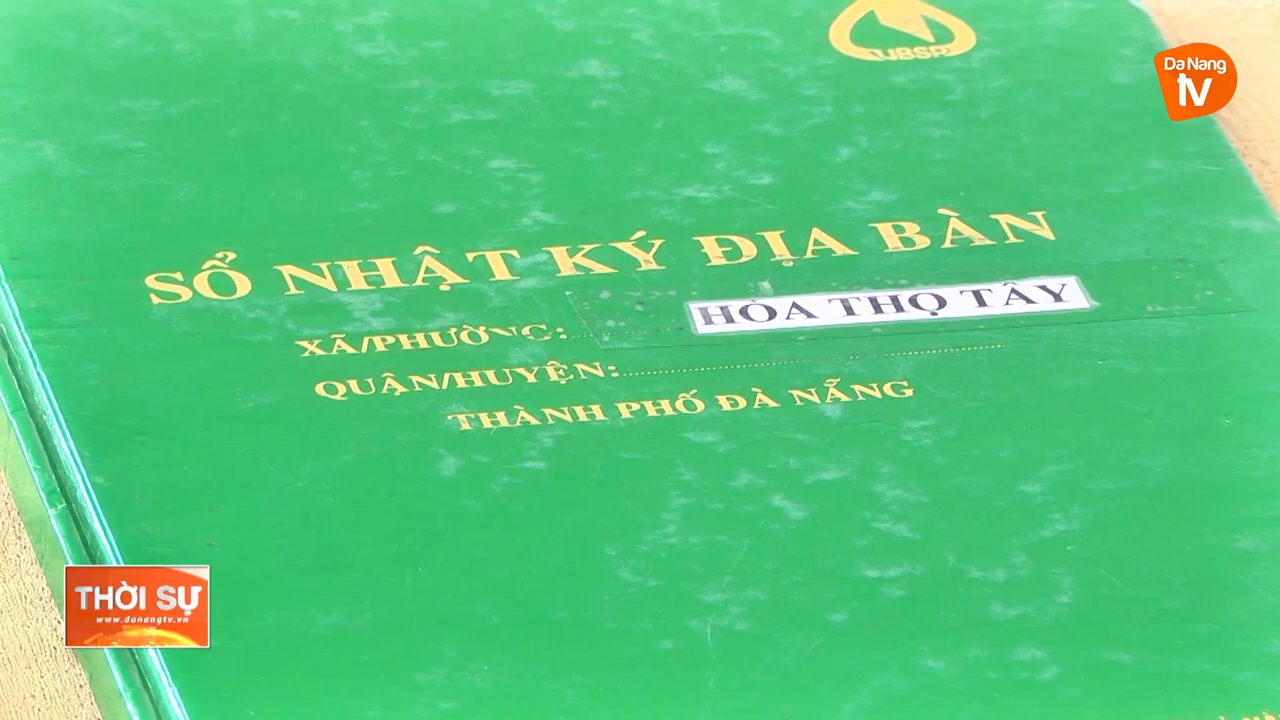 VBSP
Da Nang
tv
SỔ NHẬT KÝ ĐỊA BÀN
XÃ/PHƯỜNG: HÒA THỌ TÂY
QUẬN/HUYỆN:
THÀNH PHỐ ĐÀ NẴNG
THỜI SỰ
www.danangtv.vn